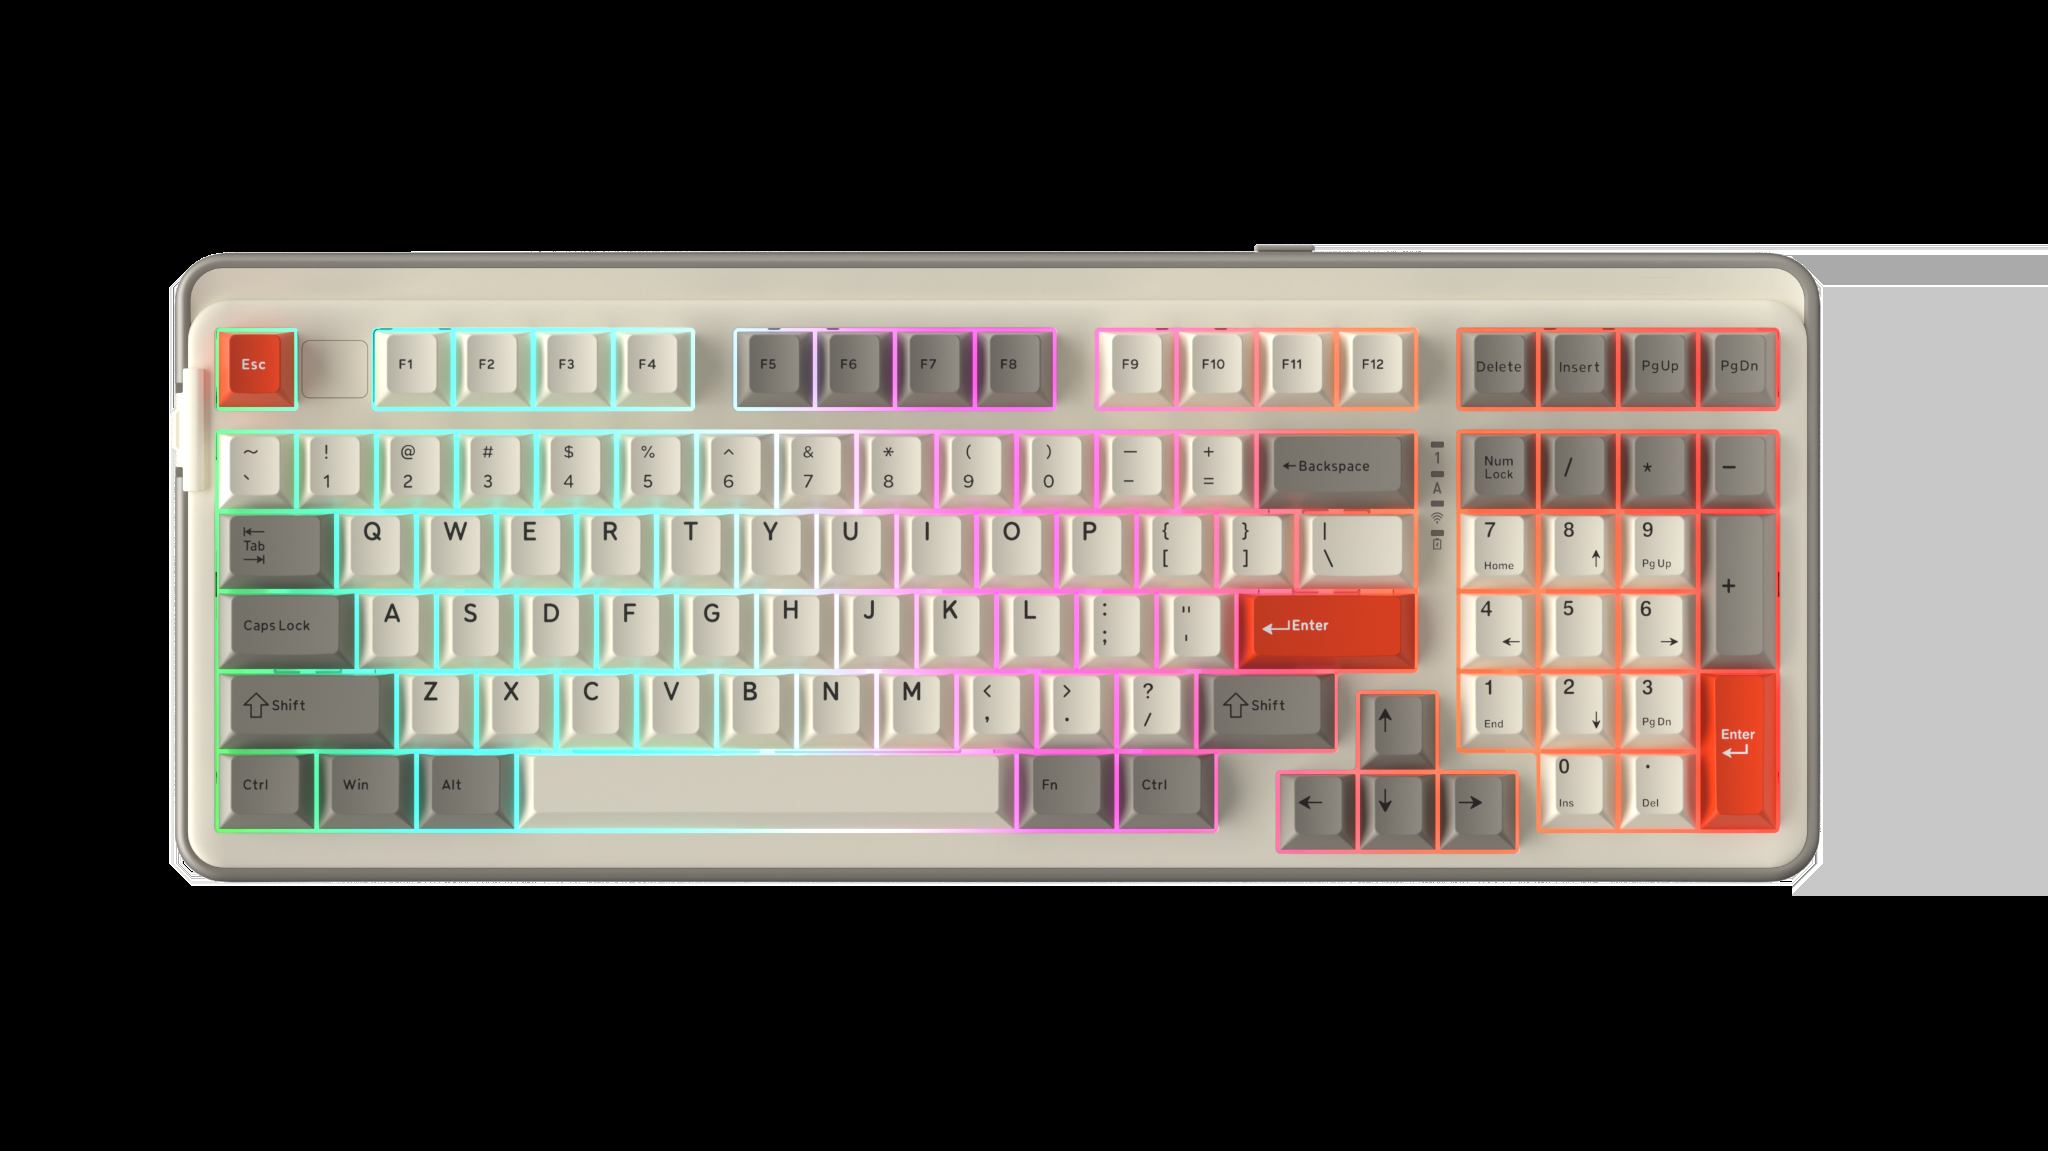 Esc F1 F2 F3 F4 F5 F6 F7 F8 F9 F10 F11 F12 Delete Insert PgUp PgDn
~ ! @ # $ % ^ & * ( ) — +
` 1 2 3 4 5 6 7 8 9 0 - = ←Backspace 1 Num Lock / * −
A
Tab Q W E R T Y U I O P { } | 7 8 9 +
[ ] \ Home ↑ PgUp
Caps Lock A S D F G H J K L : " Enter 4 5 6
; ' ← →
⇧Shift Z X C V B N M < > ? ⇧Shift ↑ 1 2 3 Enter
, . / End ↓ PgDn
Ctrl Win Alt Fn Ctrl ← ↓ → 0 .
Ins Del